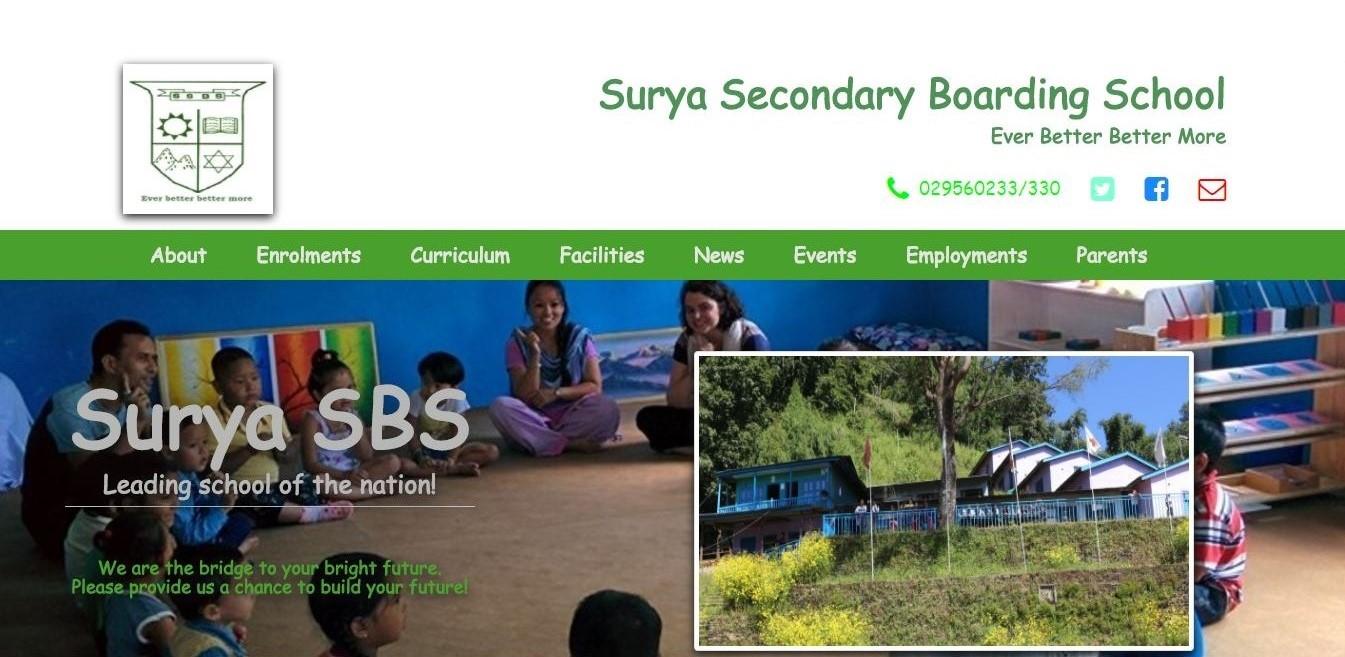 S S B S
Ever better better more
Surya Secondary Boarding School
Ever Better Better More
029560233/330
About Enrolments Curriculum Facilities News Events Employments Parents
Surya SBS
Leading school of the nation!
We are the bridge to your bright future.
Please provide us a chance to build your future!